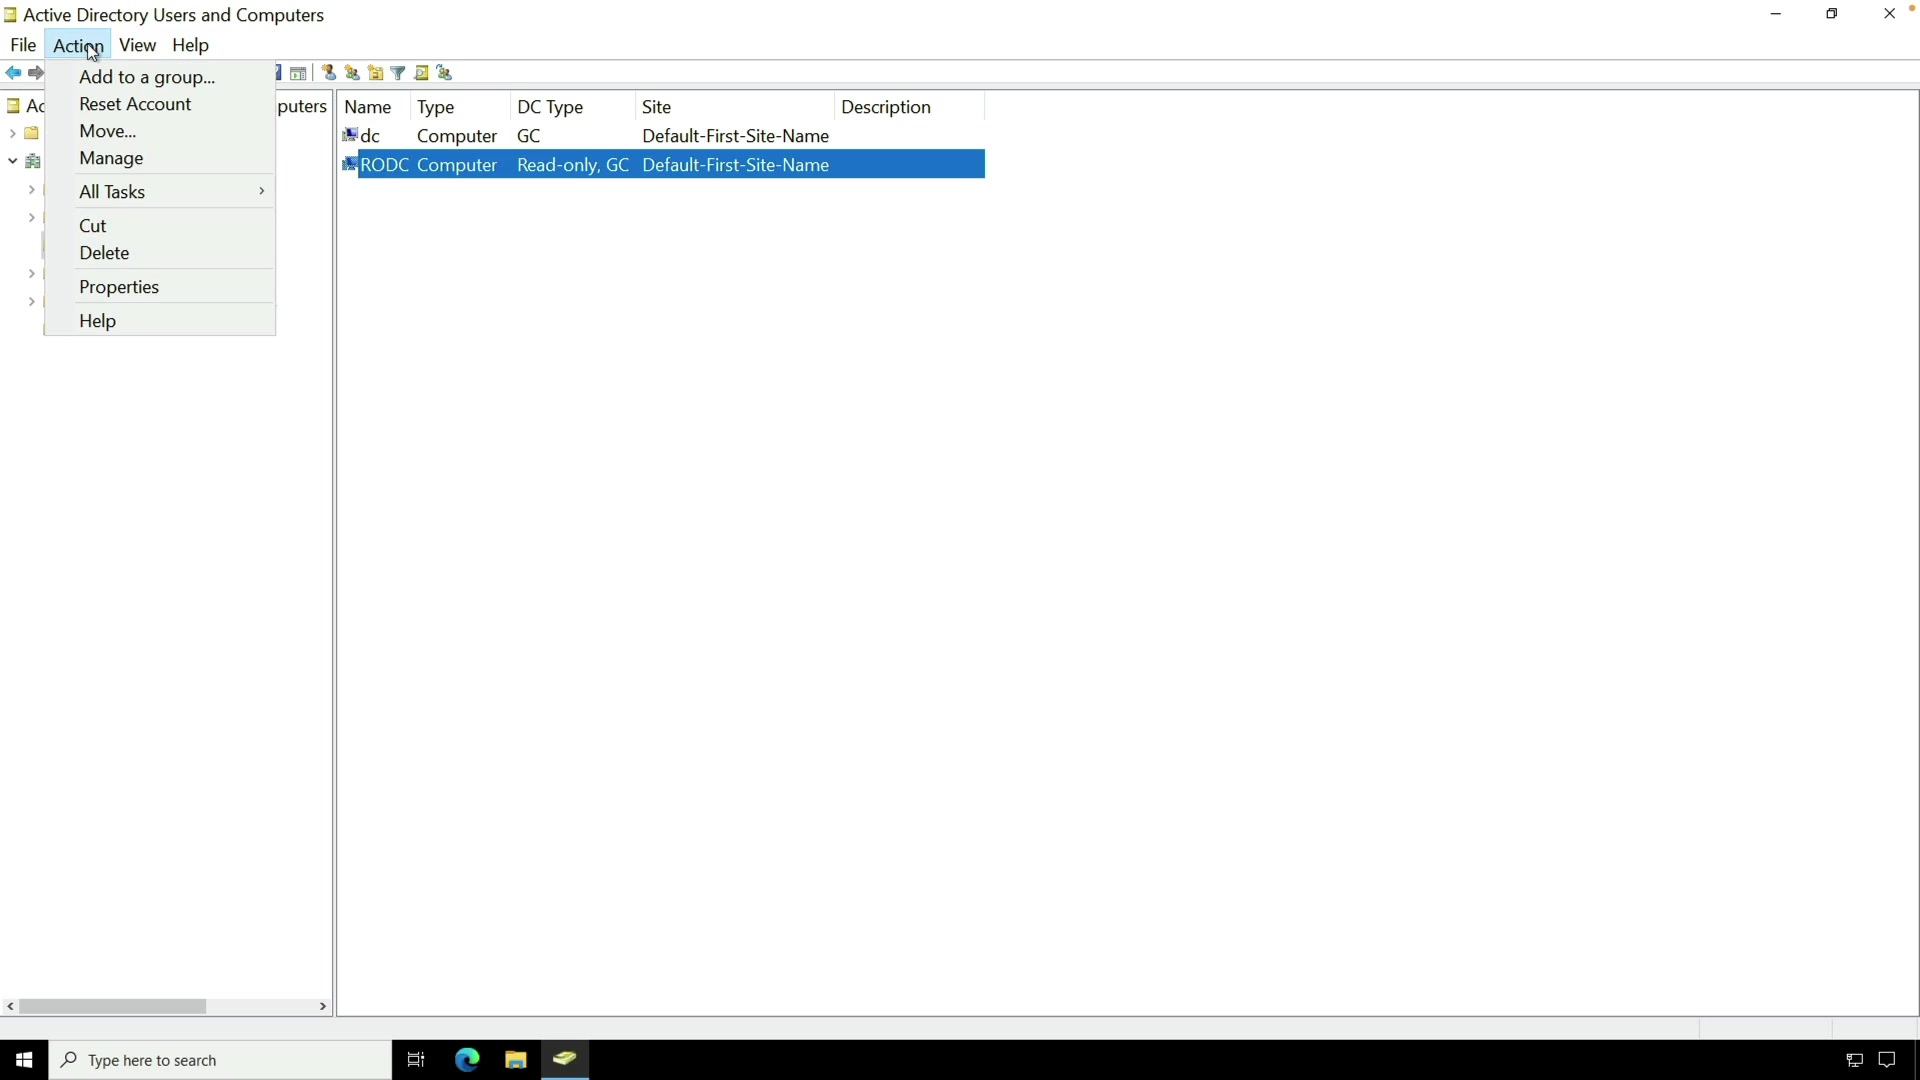 Active Directory Users and Computers
File Action View Help
Add to a group...
Reset Account
Move...
Manage
All Tasks
Cut
Delete
Properties
Help
Ac
puters
Name Type DC Type Site Description
dc Computer GC Default-First-Site-Name
RODC Computer Read-only, GC Default-First-Site-Name
Type here to search